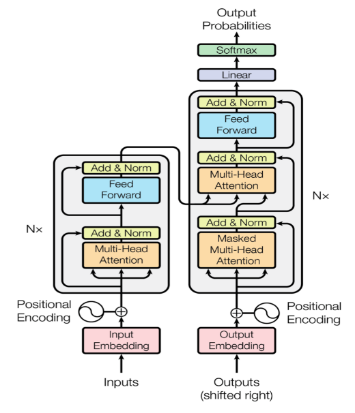 Output
Probabilities
Softmax
Linear
Add & Norm
Feed
Forward
Add & Norm
Multi-Head
Attention
Add & Norm
Masked
Multi-Head
Attention
Nx
Add & Norm
Feed
Forward
Add & Norm
Multi-Head
Attention
Nx
Positional
Encoding
Positional
Encoding
Input
Embedding
Output
Embedding
Inputs
Outputs
(shifted right)